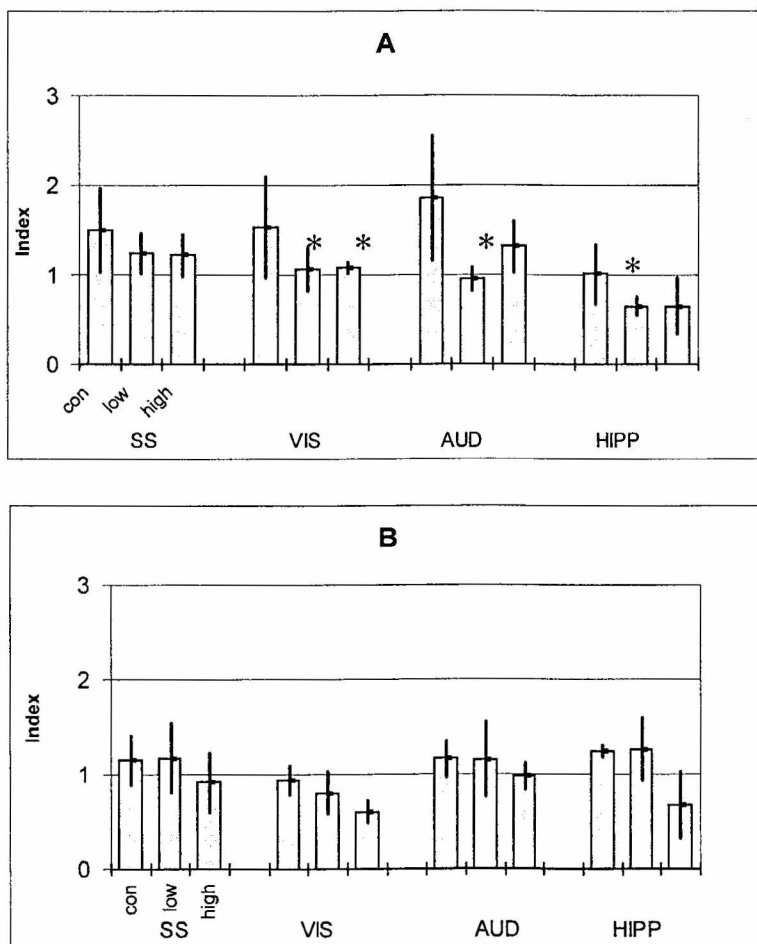 A
3
2
1
0
Index
* * * *
con low high
SS VIS AUD HIPP
B
3
2
1
0
Index
con low high
SS VIS AUD HIPP